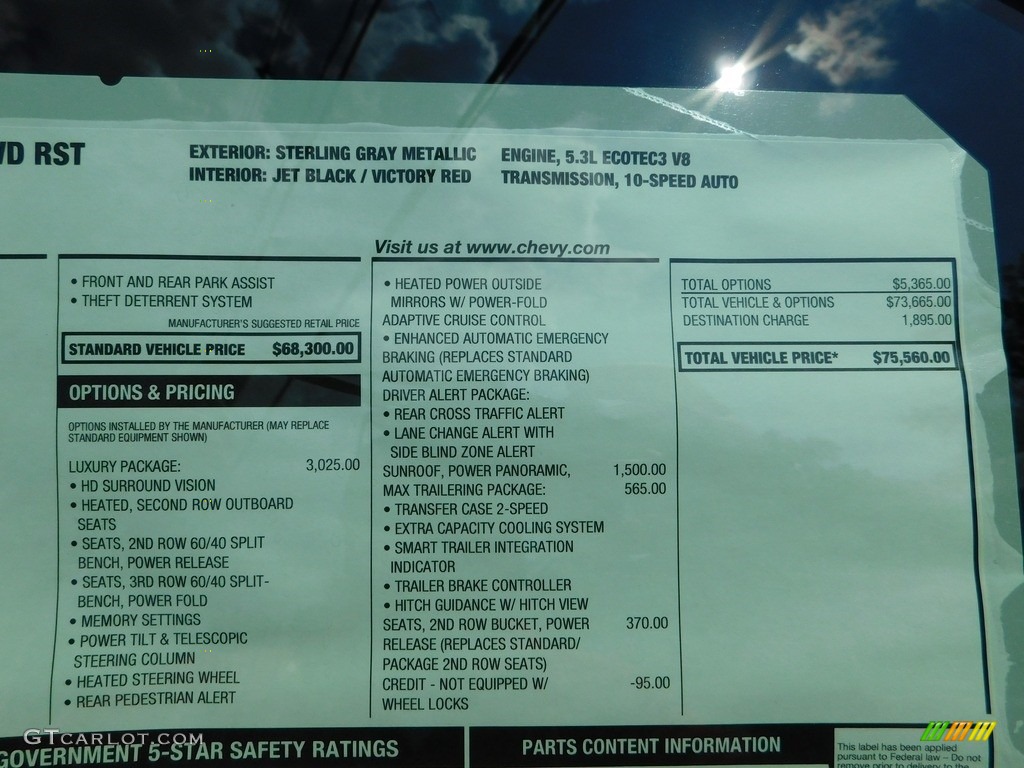 WD RST
EXTERIOR: STERLING GRAY METALLIC
INTERIOR: JET BLACK / VICTORY RED
ENGINE, 5.3L ECOTEC3 V8
TRANSMISSION, 10-SPEED AUTO
Visit us at www.chevy.com
• FRONT AND REAR PARK ASSIST
• THEFT DETERRENT SYSTEM
MANUFACTURER'S SUGGESTED RETAIL PRICE
STANDARD VEHICLE PRICE $68,300.00
OPTIONS & PRICING
OPTIONS INSTALLED BY THE MANUFACTURER (MAY REPLACE
STANDARD EQUIPMENT SHOWN)
LUXURY PACKAGE: 3,025.00
• HD SURROUND VISION
• HEATED, SECOND ROW OUTBOARD
SEATS
• SEATS, 2ND ROW 60/40 SPLIT
BENCH, POWER RELEASE
• SEATS, 3RD ROW 60/40 SPLIT-
BENCH, POWER FOLD
• MEMORY SETTINGS
• POWER TILT & TELESCOPIC
STEERING COLUMN
• HEATED STEERING WHEEL
• REAR PEDESTRIAN ALERT
• HEATED POWER OUTSIDE
MIRRORS W/ POWER-FOLD
ADAPTIVE CRUISE CONTROL
• ENHANCED AUTOMATIC EMERGENCY
BRAKING (REPLACES STANDARD
AUTOMATIC EMERGENCY BRAKING)
DRIVER ALERT PACKAGE:
• REAR CROSS TRAFFIC ALERT
• LANE CHANGE ALERT WITH
SIDE BLIND ZONE ALERT
SUNROOF, POWER PANORAMIC, 1,500.00
MAX TRAILERING PACKAGE: 565.00
• TRANSFER CASE 2-SPEED
• EXTRA CAPACITY COOLING SYSTEM
• SMART TRAILER INTEGRATION
INDICATOR
• TRAILER BRAKE CONTROLLER
• HITCH GUIDANCE W/ HITCH VIEW
SEATS, 2ND ROW BUCKET, POWER 370.00
RELEASE (REPLACES STANDARD/
PACKAGE 2ND ROW SEATS)
CREDIT - NOT EQUIPPED W/ -95.00
WHEEL LOCKS
TOTAL OPTIONS $5,365.00
TOTAL VEHICLE & OPTIONS $73,665.00
DESTINATION CHARGE 1,895.00
TOTAL VEHICLE PRICE* $75,560.00
GTCARLOT.COM
GOVERNMENT 5-STAR SAFETY RATINGS
PARTS CONTENT INFORMATION
This label has been applied
pursuant to Federal law – Do not
remove prior to delivery to the